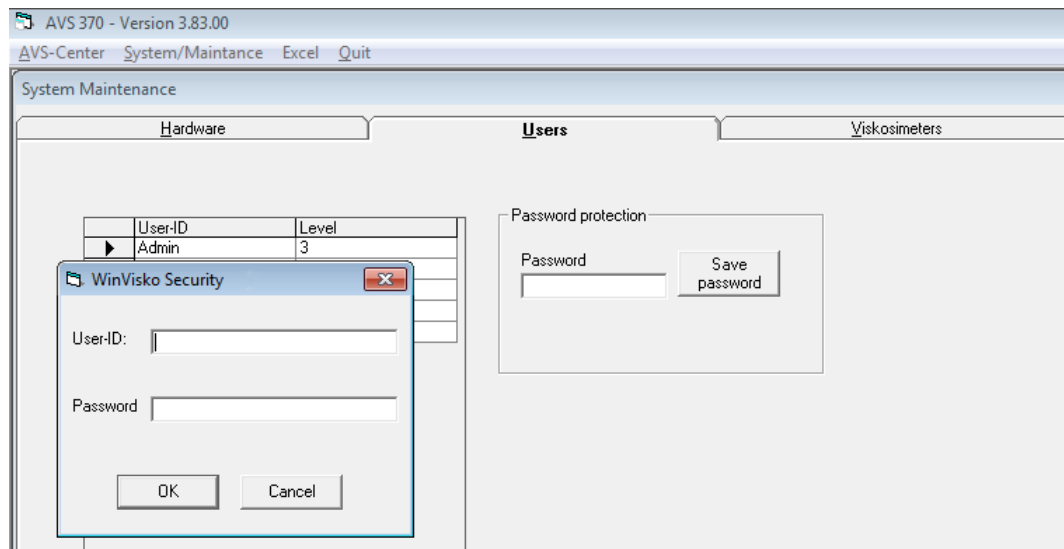 AVS 370 - Version 3.83.00
AVS-Center System/Maintance Excel Quit
System Maintenance
Hardware Users Viskosimeters
User-ID Level
Admin 3
Password protection
Password
Save
password
WinVisko Security
User-ID:
Password
OK Cancel